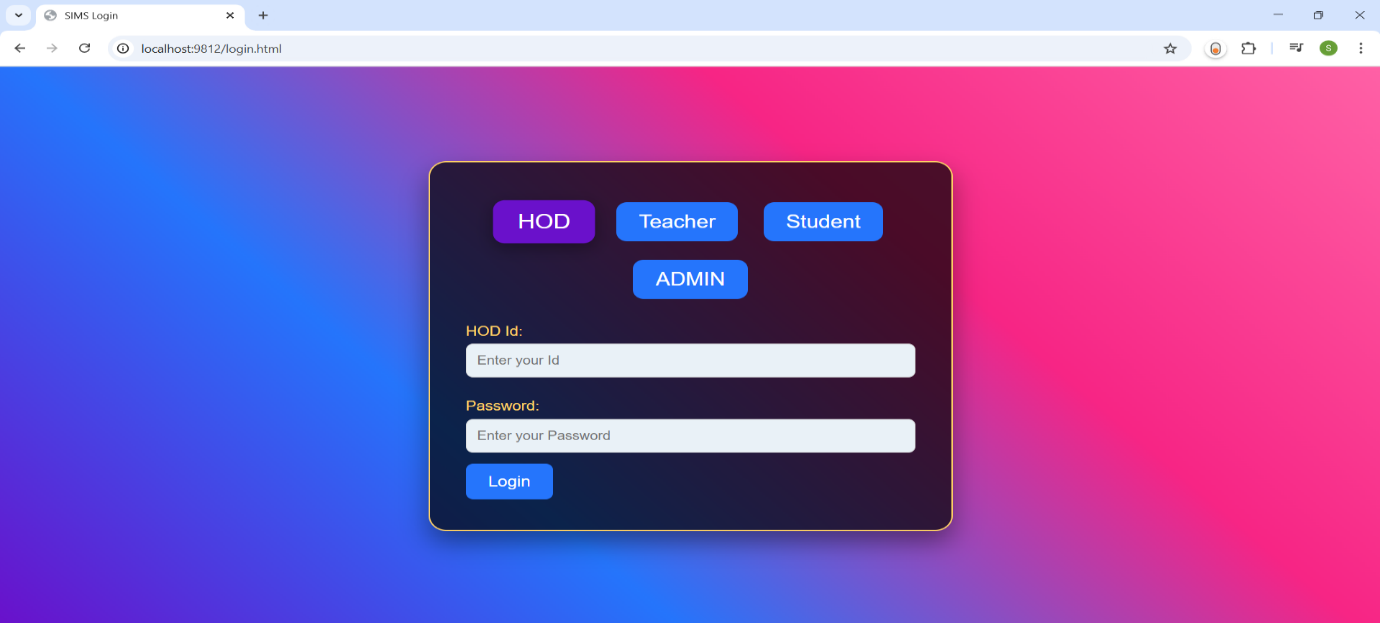 SIMS Login
localhost:9812/login.html
S
HOD Teacher Student
ADMIN
HOD Id:
Enter your Id
Password:
Enter your Password
Login